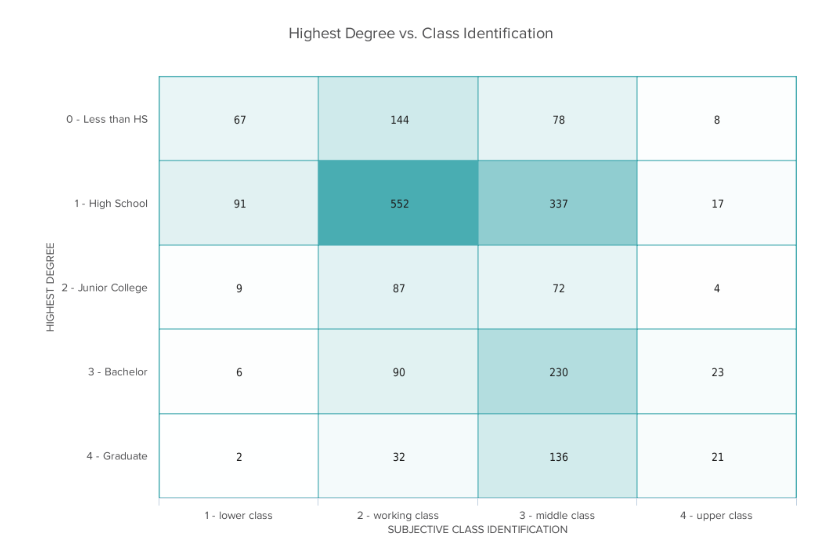 Highest Degree vs. Class Identification
0 - Less than HS 67 144 78 8
1 - High School 91 552 337 17
HIGHEST DEGREE
2 - Junior College 9 87 72 4
3 - Bachelor 6 90 230 23
4 - Graduate 2 32 136 21
1 - lower class 2 - working class 3 - middle class 4 - upper class
SUBJECTIVE CLASS IDENTIFICATION